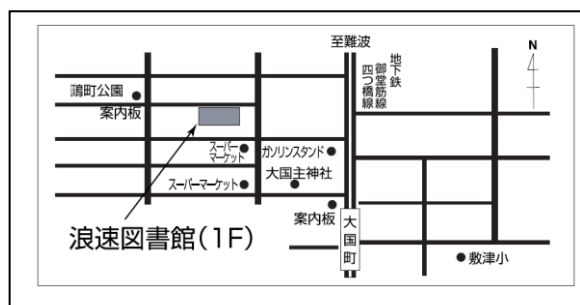 至難波
地下鉄
御堂筋線
四つ橋線
N
鴎町公園
案内板
スーパー
マーケット
ガソリンスタンド
大国主神社
スーパーマーケット
案内板
大国町
浪速図書館(1F)
敷津小